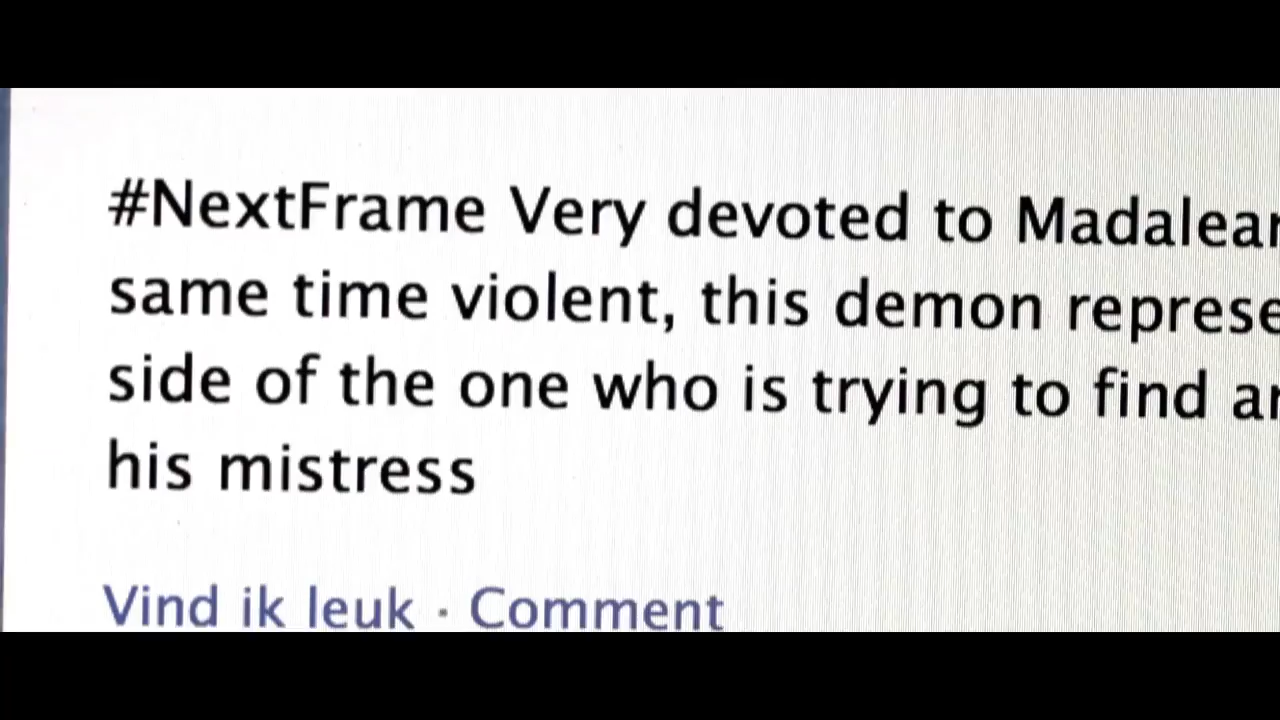 #NextFrame Very devoted to
same time violent, this demon
side of the one who is trying to find
his mistress
Vind ik leuk · Comment